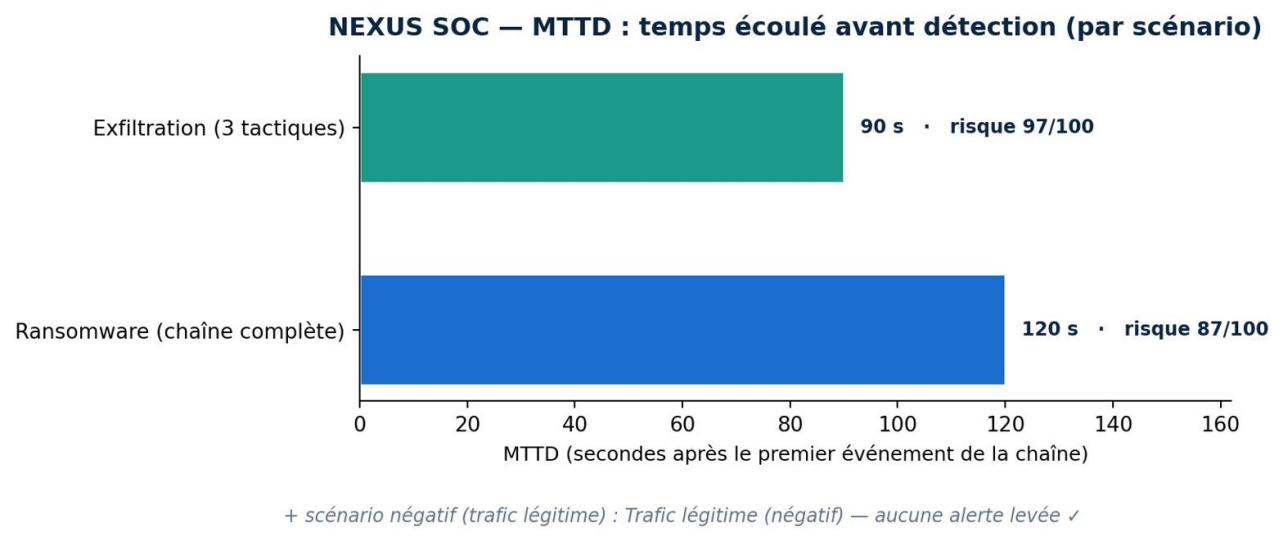 NEXUS SOC — MTTD : temps écoulé avant détection (par scénario)
Exfiltration (3 tactiques)
90 s · risque 97/100
Ransomware (chaîne complète)
120 s · risque 87/100
0 20 40 60 80 100 120 140 160
MTTD (secondes après le premier événement de la chaîne)
+ scénario négatif (trafic légitime) : Trafic légitime (négatif) — aucune alerte levée ✓